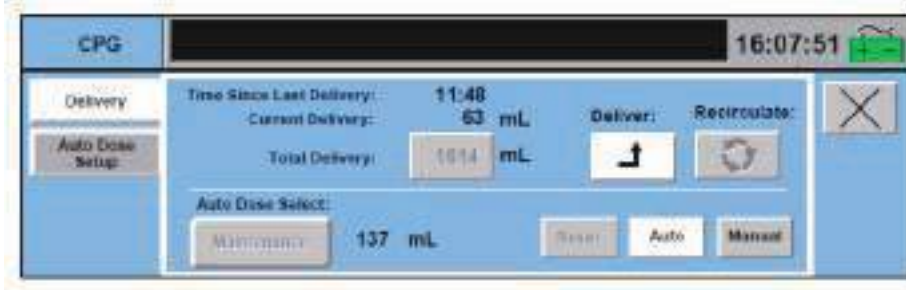 CPG
16:07:51
Delivery
Auto Dose
Setup
Time Since Last Delivery: 11:48
Current Delivery: 63 mL
Total Delivery: 1614 mL
Deliver:
Recirculate:
Auto Dose Select:
Maintenance 137 mL
Reset Auto Manual